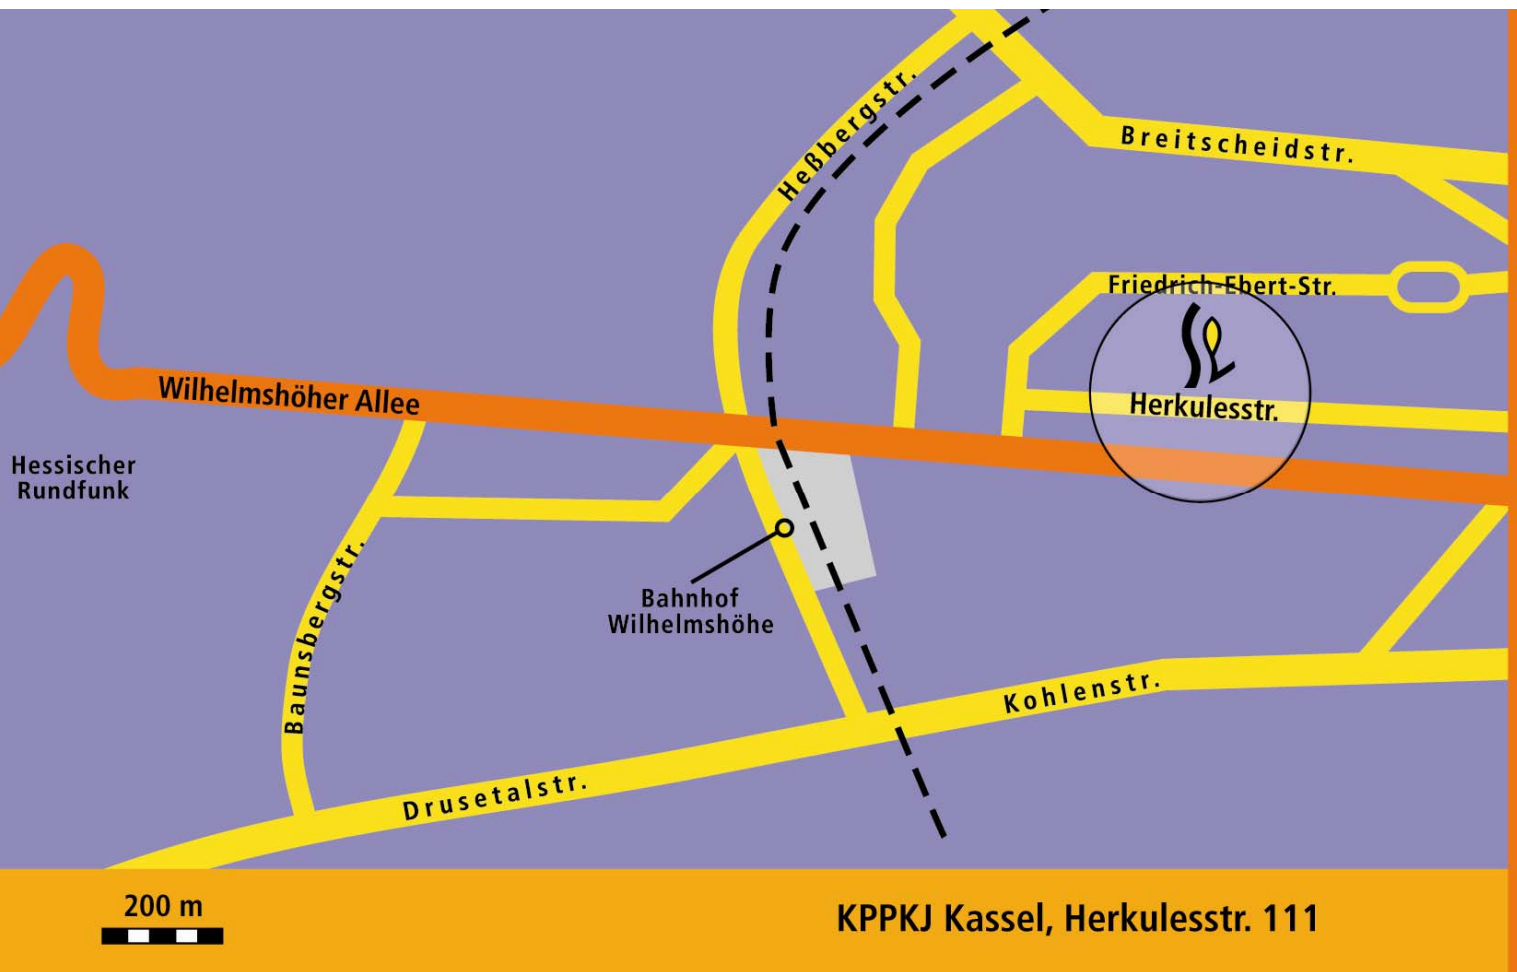 Heßbergstr.
Breitscheidstr.
Friedrich-Ebert-Str.
Wilhelmshöher Allee
Herkulesstr.
Hessischer
Rundfunk
Baunsbergstr.
Bahnhof
Wilhelmshöhe
Kohlenstr.
Drusetalstr.
200 m
KPPKJ Kassel, Herkulesstr. 111